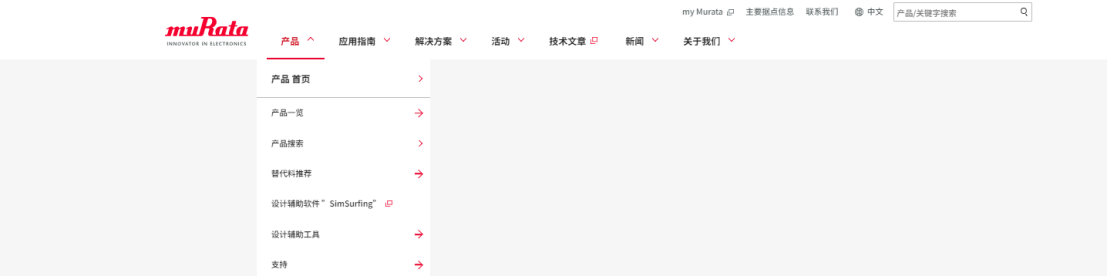 my Murata 主要据点信息 联系我们 中文 产品/关键字搜索
muRata
INNOVATOR IN ELECTRONICS
产品 应用指南 解决方案 活动 技术文章 新闻 关于我们
产品 首页
产品一览
产品搜索
替代料推荐
设计辅助软件 ”SimSurfing”
设计辅助工具
支持